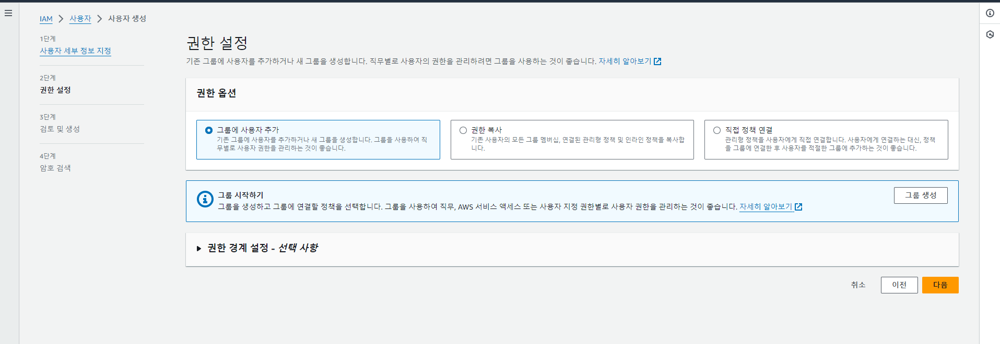 IAM > 사용자 > 사용자 생성
1단계
사용자 세부 정보 지정
2단계
권한 설정
3단계
검토 및 생성
4단계
암호 검색
권한 설정
기존 그룹에 사용자를 추가하거나 새 그룹을 생성합니다. 직무별로 사용자의 권한을 관리하려면 그룹을 사용하는 것이 좋습니다. 자세히 알아보기
권한 옵션
그룹에 사용자 추가
기존 그룹에 사용자를 추가하거나 새 그룹을 생성합니다. 그룹을 사용하여 직
무별로 사용자 권한을 관리하는 것이 좋습니다.
권한 복사
기존 사용자의 모든 그룹 멤버십, 연결된 관리형 정책 및 인라인 정책을 복사합
니다.
직접 정책 연결
관리형 정책을 사용자에게 직접 연결합니다. 사용자에게 연결하는 대신, 정책
을 그룹에 연결한 후 사용자를 적절한 그룹에 추가하는 것이 좋습니다.
그룹 시작하기
그룹을 생성하고 그룹에 연결할 정책을 선택합니다. 그룹을 사용하여 직무, AWS 서비스 액세스 또는 사용자 지정 권한별로 사용자 권한을 관리하는 것이 좋습니다. 자세히 알아보기
그룹 생성
권한 경계 설정 - 선택 사항
취소
이전
다음